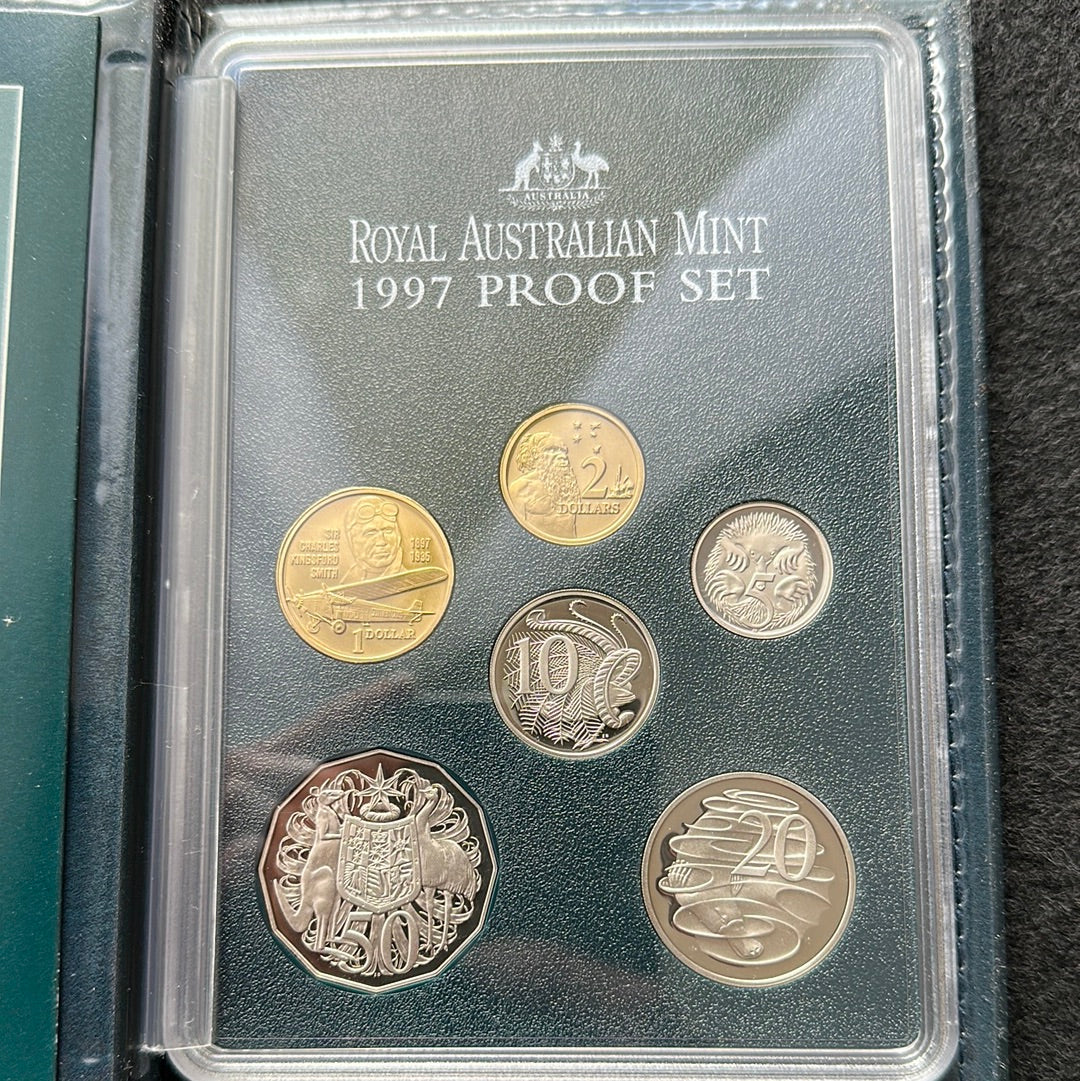 AUSTRALIA
ROYAL AUSTRALIAN MINT
1997 PROOF SET
2
DOLLARS
SIR
CHARLES
KINGSFORD
SMITH
1897
1935
1 DOLLAR
5
10
50
20